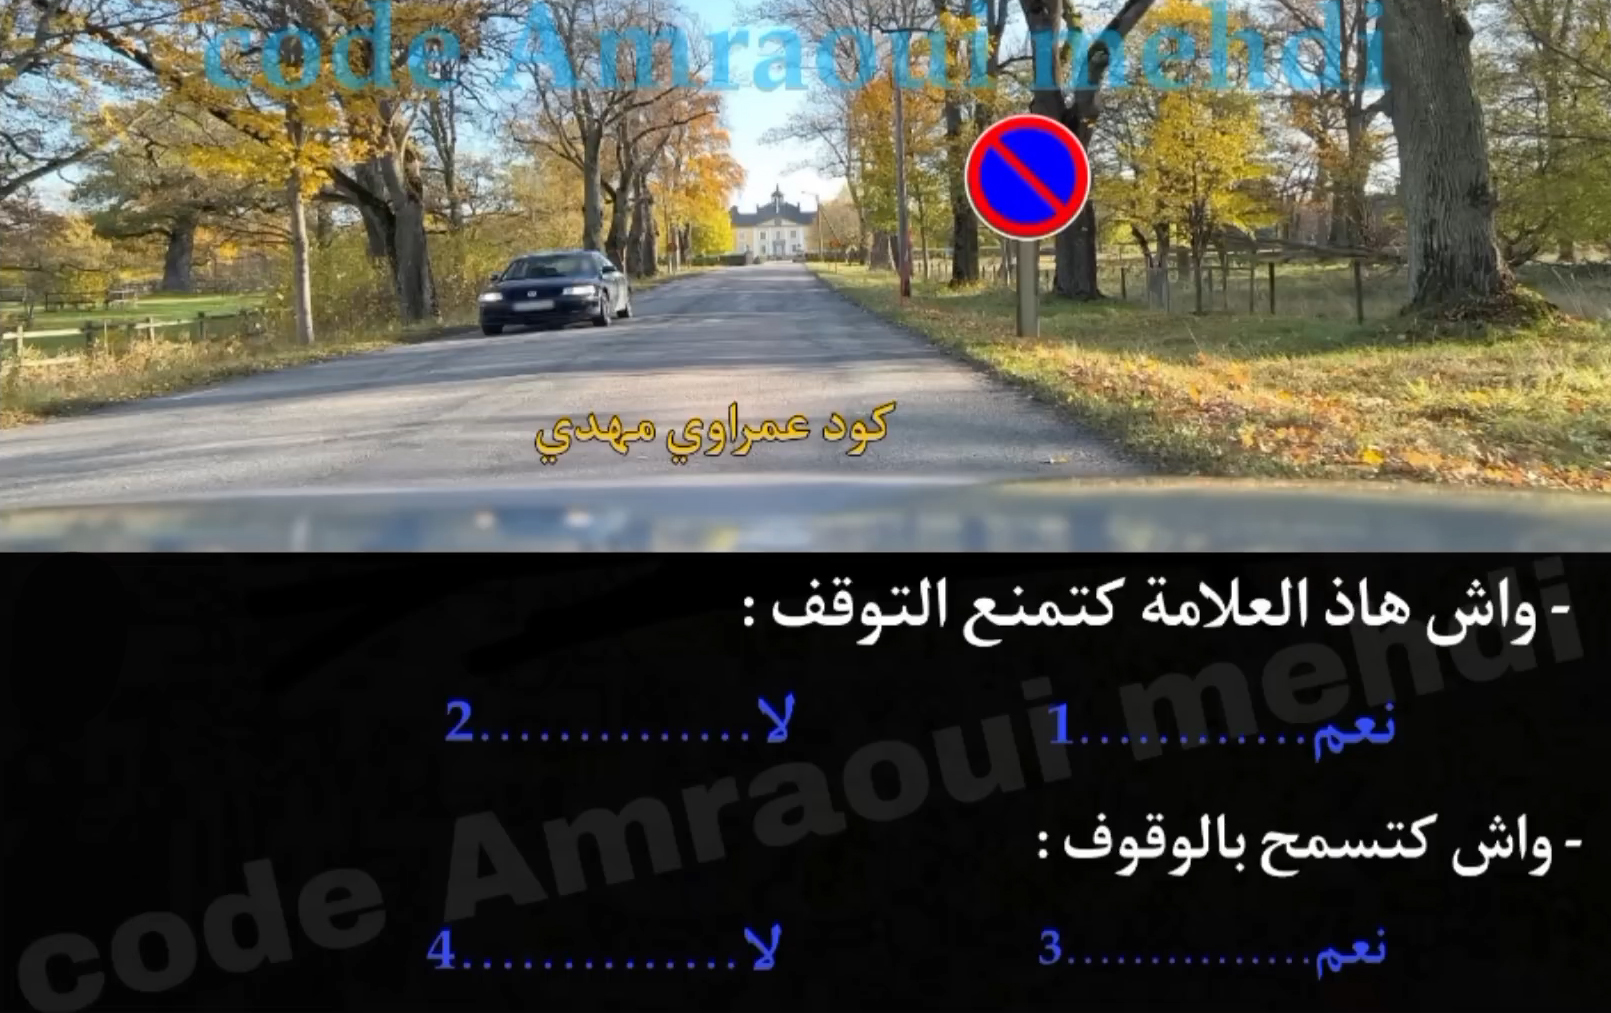 code Amraoui mehdi
كود عمراوي مهدي
- واش هاذ العلامة كتمنع التوقف :
نعم............1 لا..............2
- واش كتسمح بالوقوف :
نعم...............3 لا..............4
code Amraoui mehdi